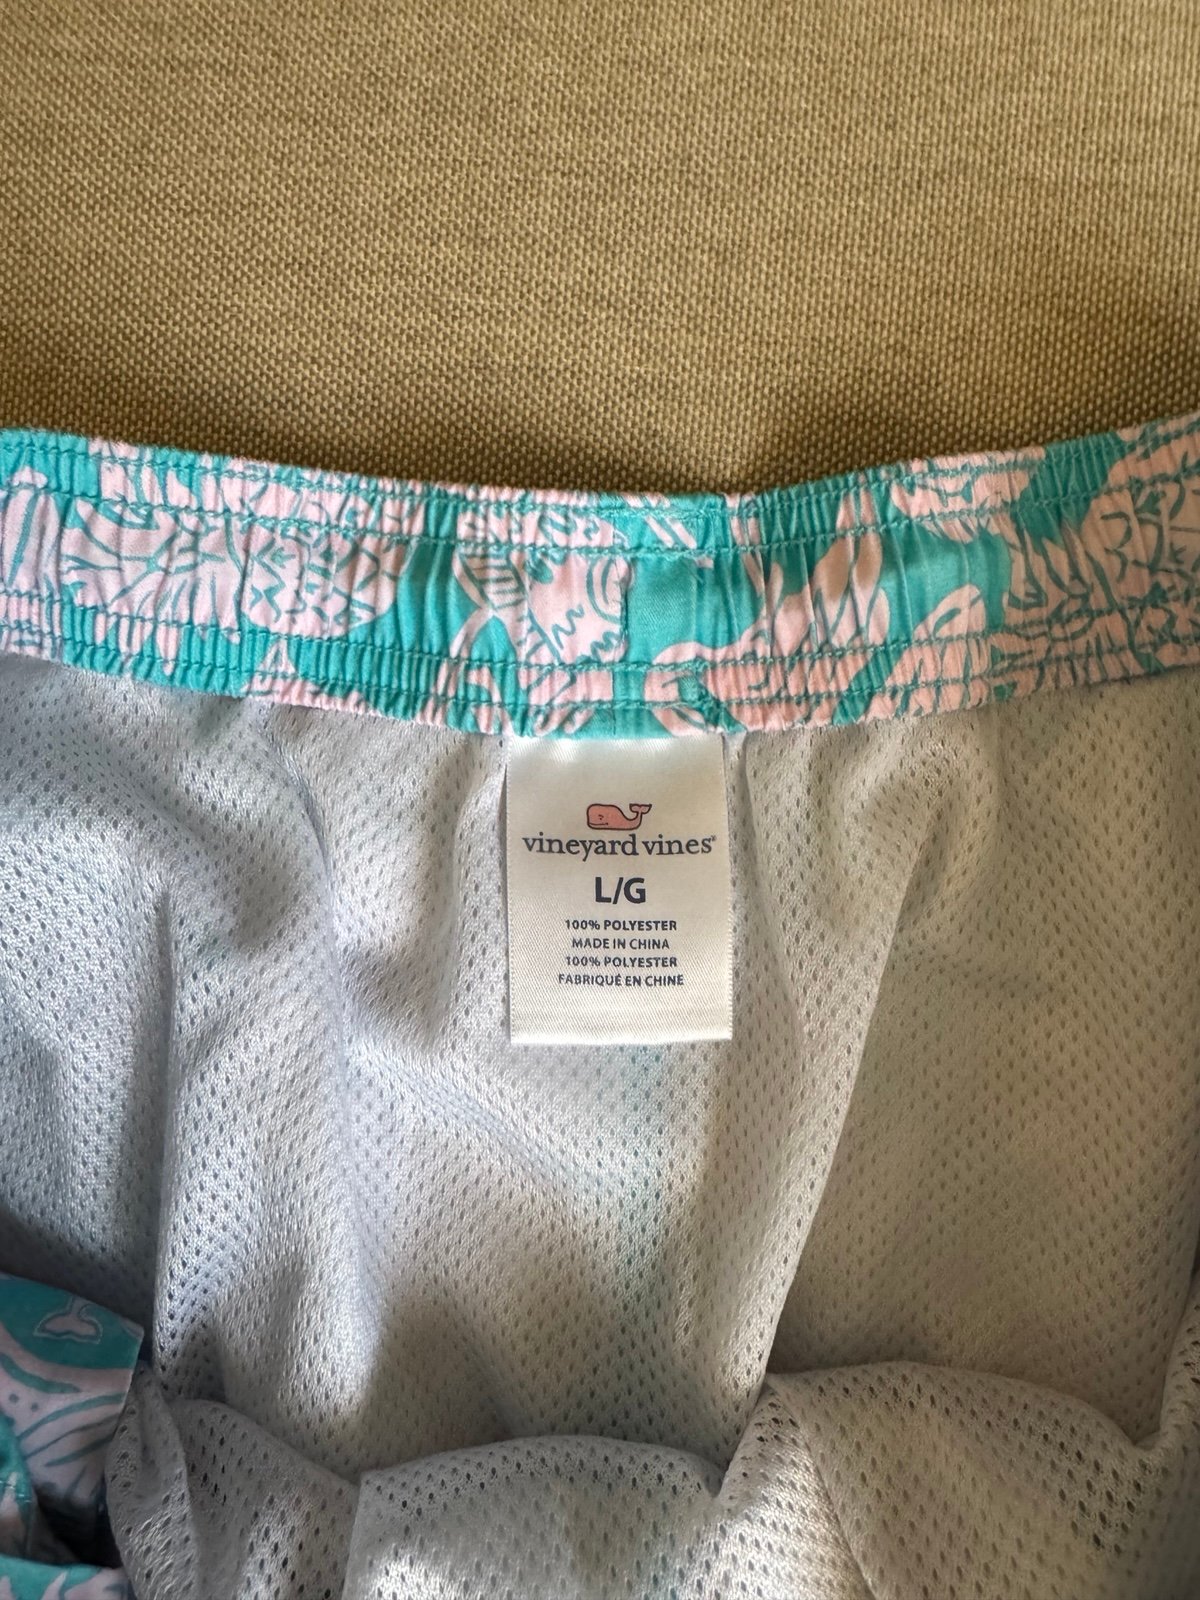 vineyard vines®
L/G
100% POLYESTER
MADE IN CHINA
100% POLYESTER
FABRIQUÉ EN CHINE